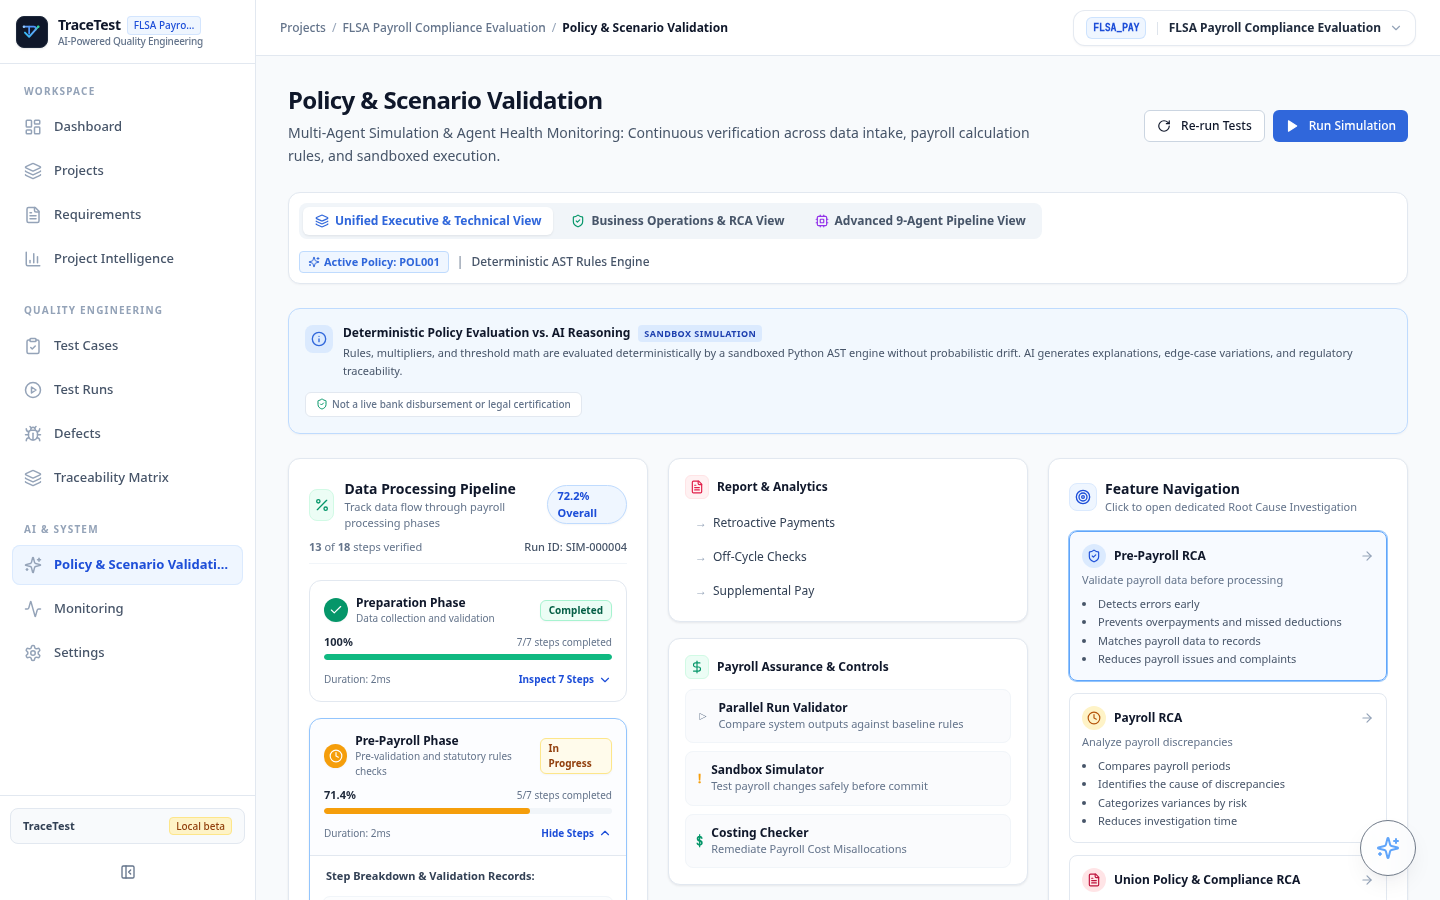 TraceTest
FLSA Payro...
AI-Powered Quality Engineering
WORKSPACE
Dashboard
Projects
Requirements
Project Intelligence
QUALITY ENGINEERING
Test Cases
Test Runs
Defects
Traceability Matrix
AI & SYSTEM
Policy & Scenario Validati...
Monitoring
Settings
TraceTest
Local beta
Projects / FLSA Payroll Compliance Evaluation / Policy & Scenario Validation
FLSA_PAY
FLSA Payroll Compliance Evaluation
Policy & Scenario Validation
Multi-Agent Simulation & Agent Health Monitoring: Continuous verification across data intake, payroll calculation
rules, and sandboxed execution.
Re-run Tests
Run Simulation
Unified Executive & Technical View
Business Operations & RCA View
Advanced 9-Agent Pipeline View
Active Policy: POL001 | Deterministic AST Rules Engine
Deterministic Policy Evaluation vs. AI Reasoning
SANDBOX SIMULATION
Rules, multipliers, and threshold math are evaluated deterministically by a sandboxed Python AST engine without probabilistic drift. AI generates explanations, edge-case variations, and regulatory
traceability.
Not a live bank disbursement or legal certification
Data Processing Pipeline
Track data flow through payroll
processing phases
72.2%
Overall
13 of 18 steps verified
Run ID: SIM-000004
Preparation Phase
Data collection and validation
Completed
100%
7/7 steps completed
Duration: 2ms
Inspect 7 Steps
Pre-Payroll Phase
Pre-validation and statutory rules
checks
In
Progress
71.4%
5/7 steps completed
Duration: 2ms
Hide Steps
Step Breakdown & Validation Records:
Report & Analytics
→ Retroactive Payments
→ Off-Cycle Checks
→ Supplemental Pay
Payroll Assurance & Controls
Parallel Run Validator
Compare system outputs against baseline rules
Sandbox Simulator
Test payroll changes safely before commit
Costing Checker
Remediate Payroll Cost Misallocations
Feature Navigation
Click to open dedicated Root Cause Investigation
Pre-Payroll RCA
Validate payroll data before processing
• Detects errors early
• Prevents overpayments and missed deductions
• Matches payroll data to records
• Reduces payroll issues and complaints
Payroll RCA
Analyze payroll discrepancies
• Compares payroll periods
• Identifies the cause of discrepancies
• Categorizes variances by risk
• Reduces investigation time
Union Policy & Compliance RCA